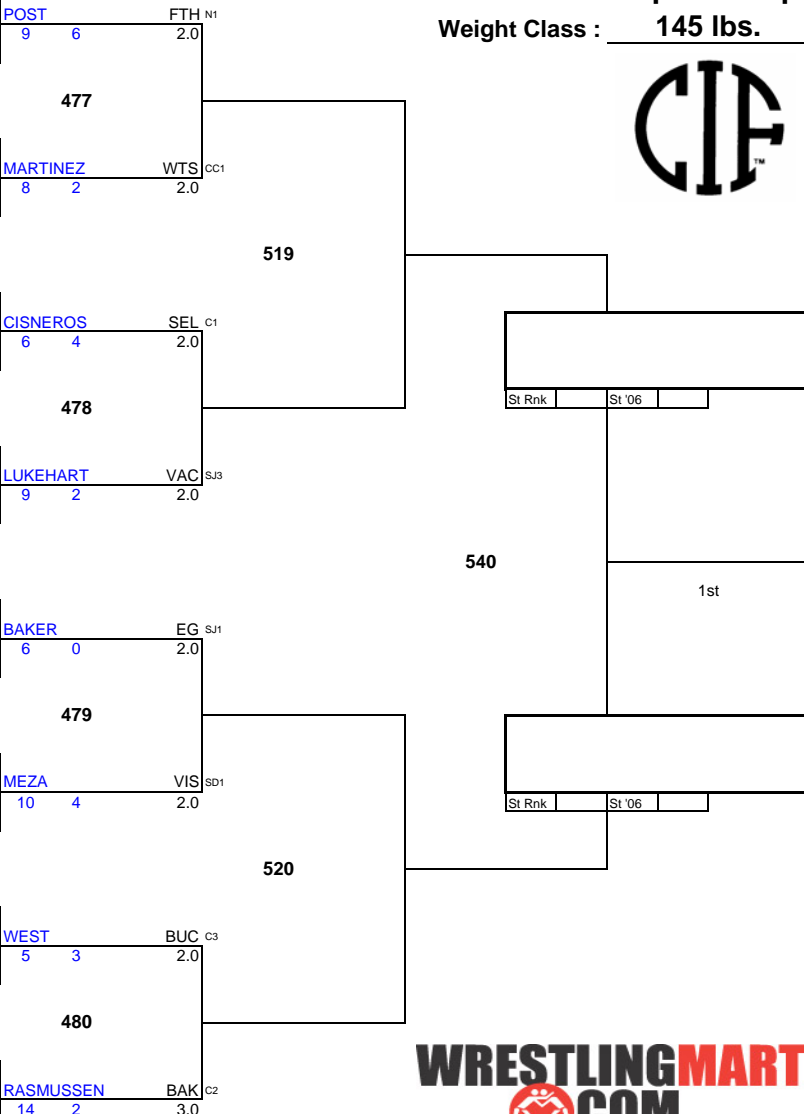 POST FTH N1
Weight Class : 145 lbs.
9 6 2.0
477
CIF™
MARTINEZ WTS CC1
8 2 2.0
519
CISNEROS SEL C1
6 4 2.0
St Rnk St '06
478
LUKEHART VAC SJ3
9 2 2.0
540
1st
BAKER EG SJ1
6 0 2.0
479
MEZA VIS SD1
10 4 2.0
St Rnk St '06
520
WEST BUC C3
5 3 2.0
480
WRESTLINGMART
RASMUSSEN BAK C2
.COM
14 2 3.0